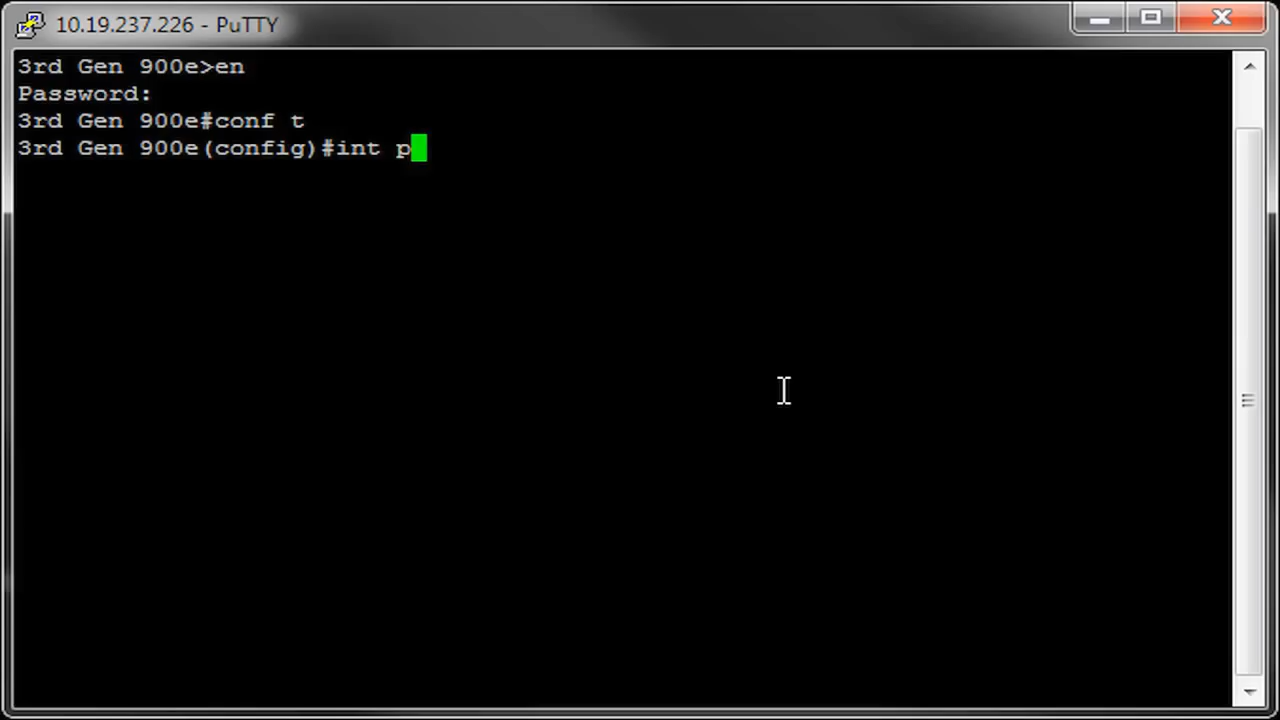 10.19.237.226 - PuTTY
3rd Gen 900e>en
Password:
3rd Gen 900e#conf t
3rd Gen 900e(config)#int p